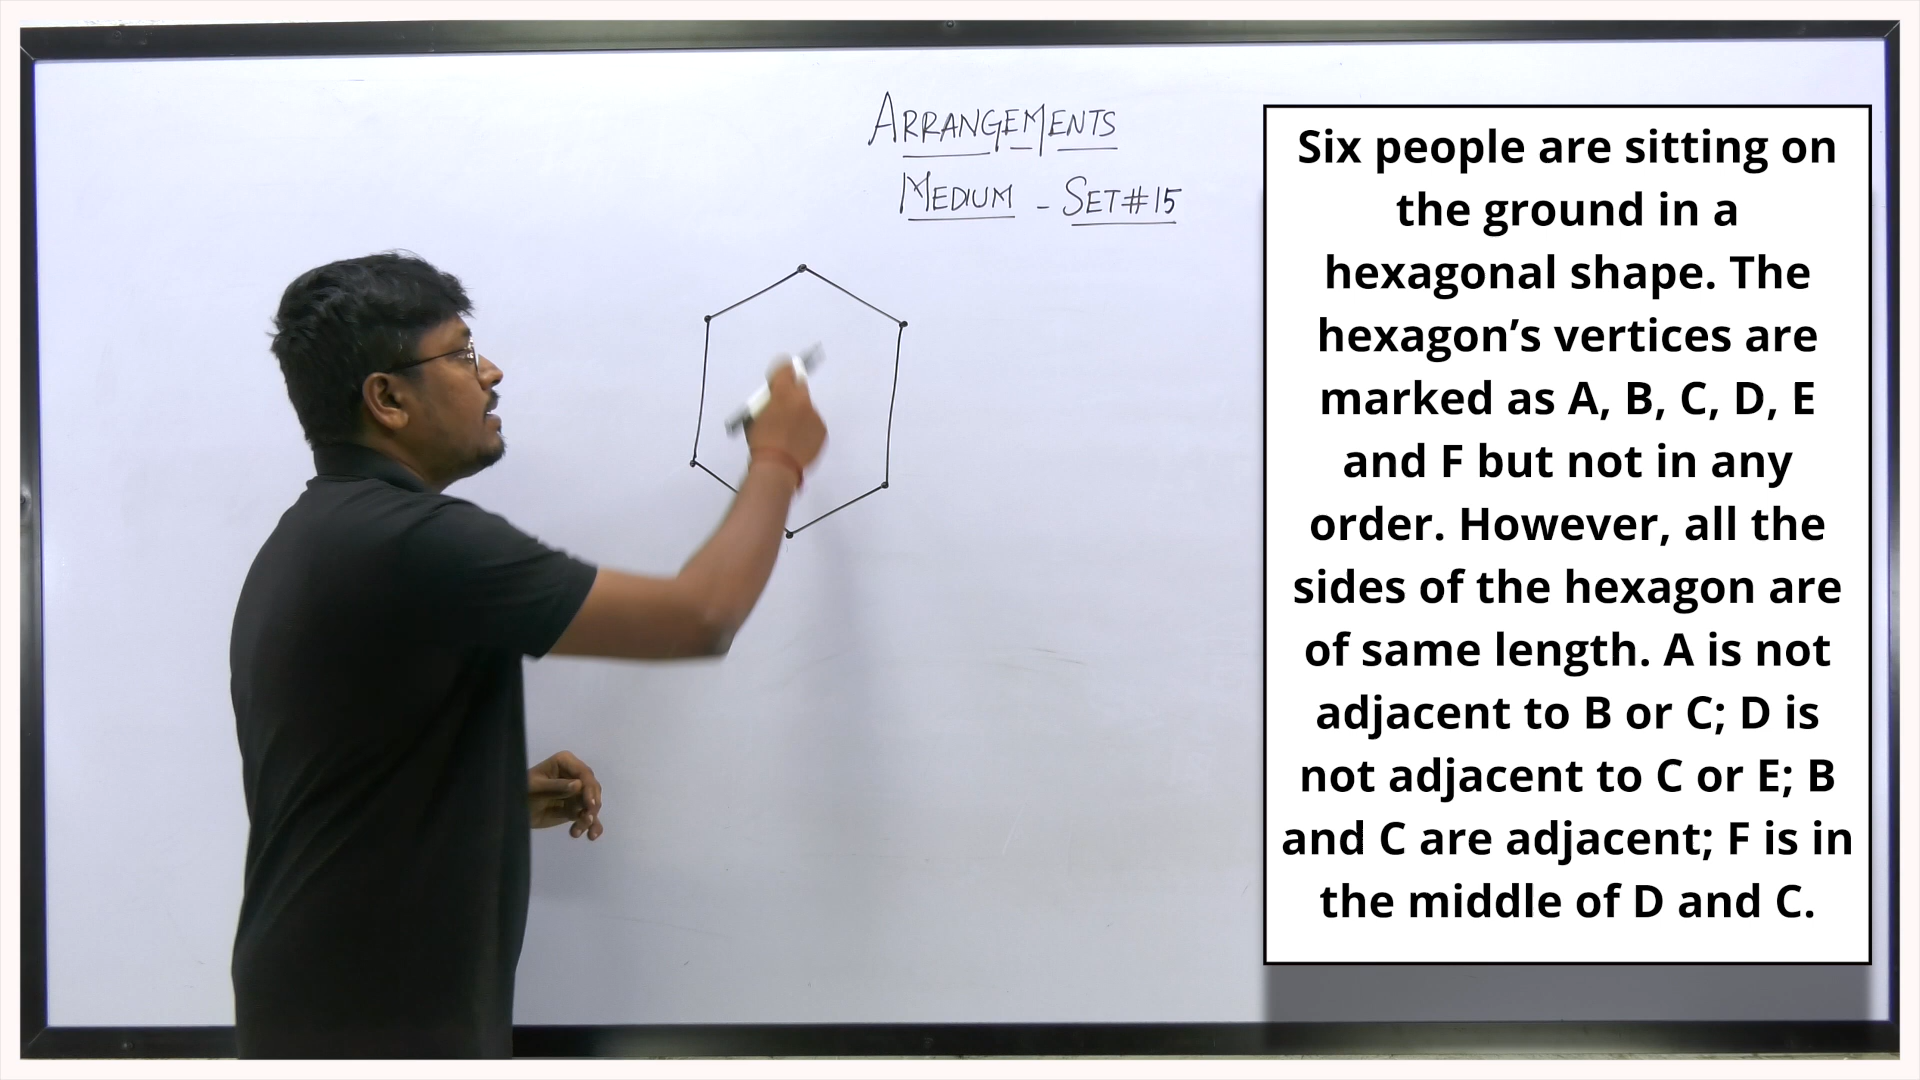 ARRANGEMENTS
MEDIUM - SET#15
Six people are sitting on
the ground in a
hexagonal shape. The
hexagon’s vertices are
marked as A, B, C, D, E
and F but not in any
order. However, all the
sides of the hexagon are
of same length. A is not
adjacent to B or C; D is
not adjacent to C or E; B
and C are adjacent; F is in
the middle of D and C.